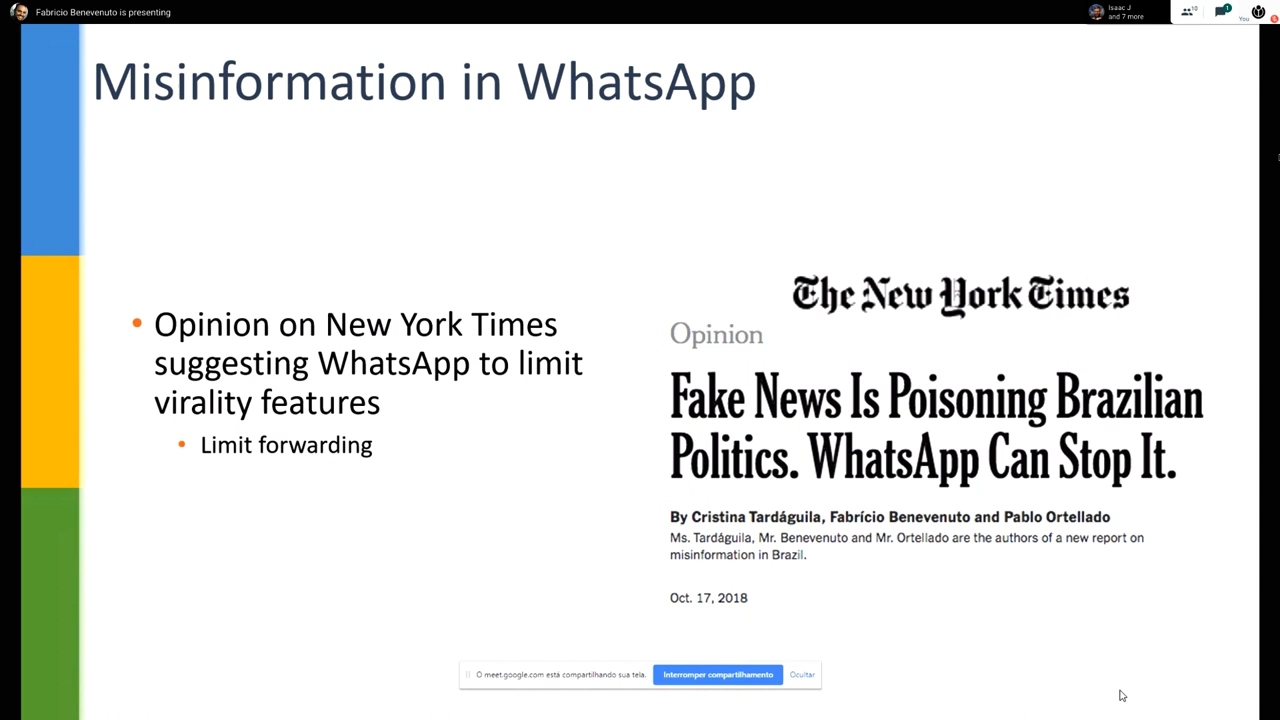 Fabricio Benevenuto is presenting
Isaac J
and 7 more
10
1
You
Misinformation in WhatsApp
The New York Times
Opinion
• Opinion on New York Times
suggesting WhatsApp to limit
virality features
• Limit forwarding
Fake News Is Poisoning Brazilian
Politics. WhatsApp Can Stop It.
By Cristina Tardáguila, Fabrício Benevenuto and Pablo Ortellado
Ms. Tardáguila, Mr. Benevenuto and Mr. Ortellado are the authors of a new report on
misinformation in Brazil.
Oct. 17, 2018
O meet.google.com está compartilhando sua tela.
Interromper compartilhamento
Ocultar